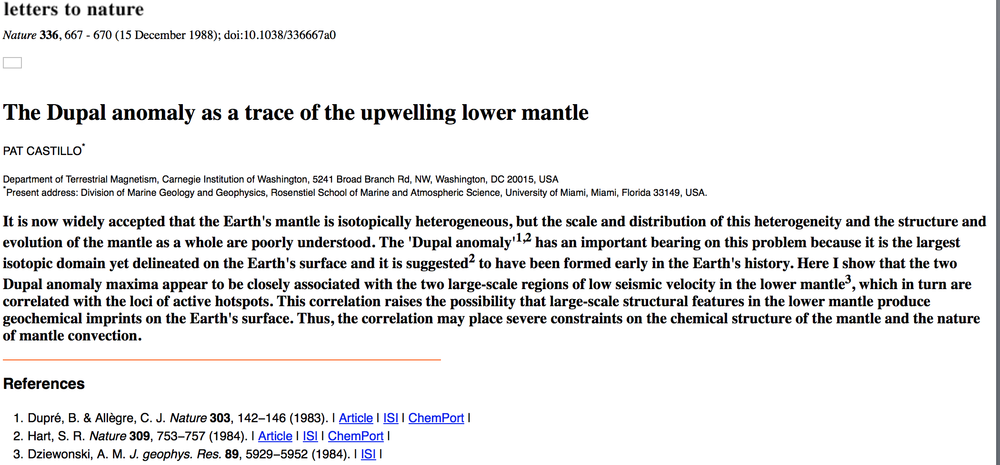 letters to nature
Nature 336, 667 - 670 (15 December 1988); doi:10.1038/336667a0
The Dupal anomaly as a trace of the upwelling lower mantle
PAT CASTILLO*
Department of Terrestrial Magnetism, Carnegie Institution of Washington, 5241 Broad Branch Rd, NW, Washington, DC 20015, USA
*Present address: Division of Marine Geology and Geophysics, Rosenstiel School of Marine and Atmospheric Science, University of Miami, Miami, Florida 33149, USA.
It is now widely accepted that the Earth's mantle is isotopically heterogeneous, but the scale and distribution of this heterogeneity and the structure and
evolution of the mantle as a whole are poorly understood. The 'Dupal anomaly'1,2 has an important bearing on this problem because it is the largest
isotopic domain yet delineated on the Earth's surface and it is suggested2 to have been formed early in the Earth's history. Here I show that the two
Dupal anomaly maxima appear to be closely associated with the two large-scale regions of low seismic velocity in the lower mantle3, which in turn are
correlated with the loci of active hotspots. This correlation raises the possibility that large-scale structural features in the lower mantle produce
geochemical imprints on the Earth's surface. Thus, the correlation may place severe constraints on the chemical structure of the mantle and the nature
of mantle convection.
References
1. Dupré, B. & Allègre, C. J. Nature 303, 142–146 (1983). | Article | ISI | ChemPort |
2. Hart, S. R. Nature 309, 753–757 (1984). | Article | ISI | ChemPort |
3. Dziewonski, A. M. J. geophys. Res. 89, 5929–5952 (1984). | ISI |